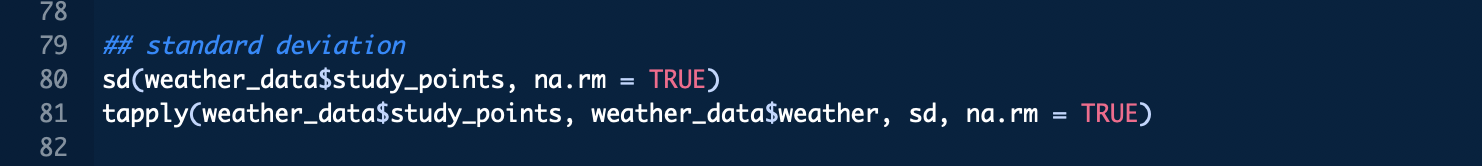 78
79 ## standard deviation
80 sd(weather_data$study_points, na.rm = TRUE)
81 tapply(weather_data$study_points, weather_data$weather, sd, na.rm = TRUE)
82